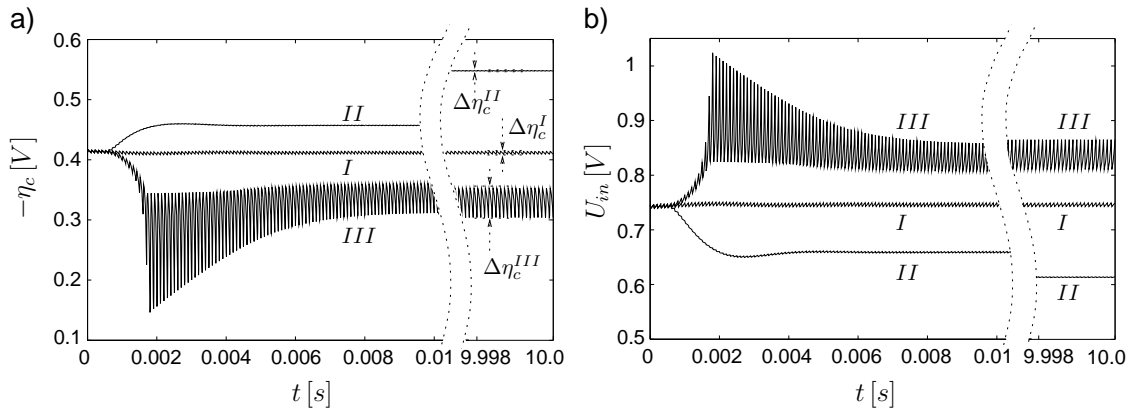 a)
0.6
0.5
0.4
0.3
0.2
0.1
−η_c [V]
II
I
III
Δη_c^{II}
Δη_c^{I}
Δη_c^{III}
0 0.002 0.004 0.006 0.008 0.01 9.998 10.0
t [s]
b)
1
0.9
0.8
0.7
0.6
0.5
U_{in} [V]
III III
I I
II II
0 0.002 0.004 0.006 0.008 0.01 9.998 10.0
t [s]